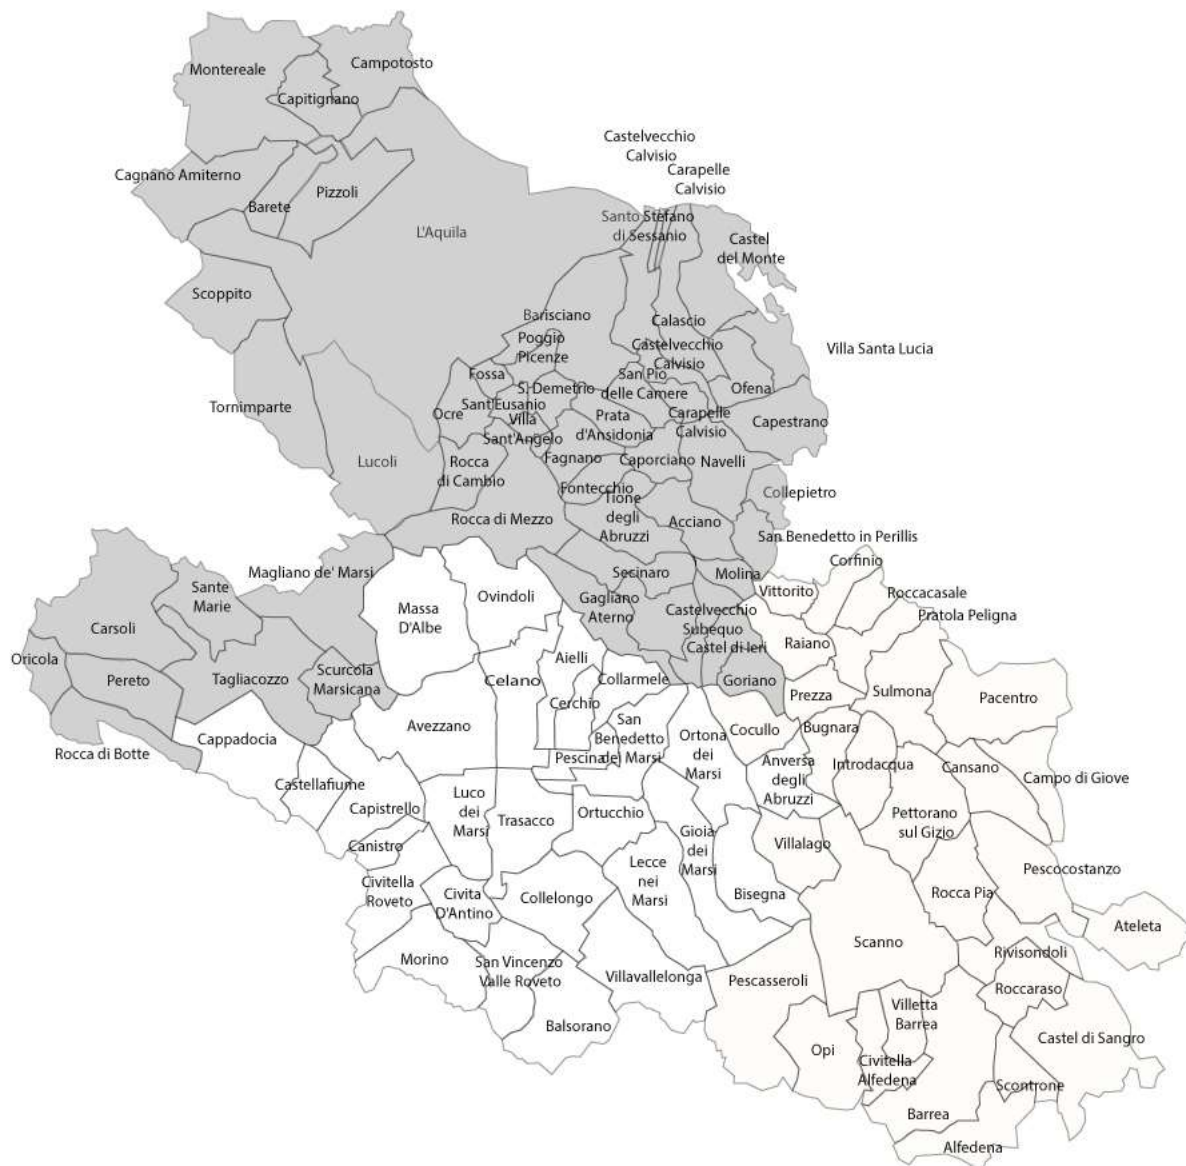 Montereale
Campotosto
Capitignano
Castelvecchio
Calvisio
Carapelle
Calvisio
Cagnano Amiterno
Barete
Pizzoli
L'Aquila
Santo Stefano
di Sessanio
Castel
del Monte
Scoppito
Barisciano
Calascio
Villa Santa Lucia
Poggio
Picenze
Castelvecchio
Calvisio
Fossa
S. Demetrio
San Pio
delle Camere
Ofena
Tornimparte
Ocre
Sant'Eusanio
Villa
Sant'Angelo
Prata
d'Ansidonia
Carapelle
Calvisio
Capestrano
Lucoli
Rocca
di Cambio
Fagnano
Caporciano
Navelli
Fontecchio
Collepietro
Rocca di Mezzo
Tione
degli
Abruzzi
Acciano
San Benedetto in Perillis
Magliano de' Marsi
Sante
Marie
Massa
D'Albe
Ovindoli
Secinaro
Molina
Corfinio
Vittorito
Roccacasale
Gagliano
Aterno
Castelvecchio
Subequo
Pratola Peligna
Carsoli
Raiano
Castel di Ieri
Oricola
Pereto
Tagliacozzo
Scurcola
Marsicana
Celano
Aielli
Collarmele
Goriano
Prezza
Sulmona
Pacentro
Cerchio
Avezzano
San
Benedetto
dei Marsi
Pescina
Ortona
dei
Marsi
Cocullo
Bugnara
Rocca di Botte
Cappadocia
Castellafiume
Anversa
degli
Abruzzi
Introdacqua
Cansano
Campo di Giove
Capistrello
Luco
dei
Marsi
Trasacco
Ortucchio
Pettorano
sul Gizio
Canistro
Gioia
dei
Marsi
Villalago
Lecce
nei
Marsi
Pescocostanzo
Civitella
Roveto
Civita
D'Antino
Collelongo
Bisegna
Rocca Pia
Ateleta
Scanno
Morino
San Vincenzo
Valle Roveto
Villavallelonga
Pescasseroli
Rivisondoli
Roccaraso
Villetta
Barrea
Balsorano
Opi
Castel di Sangro
Civitella
Alfedena
Scontrone
Barrea
Alfedena